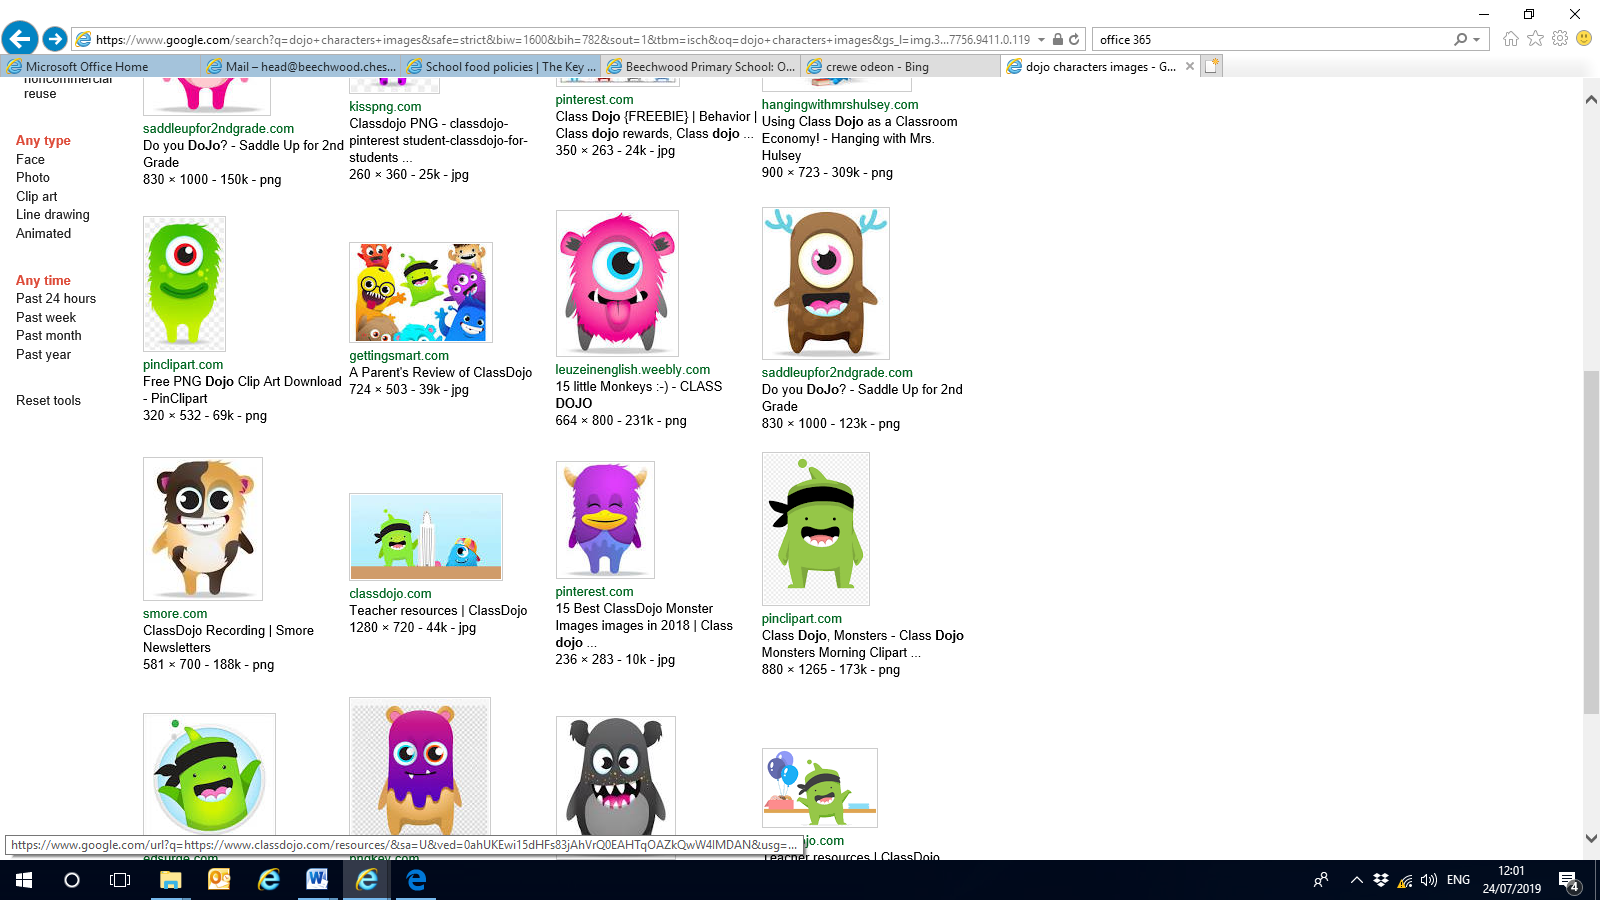 https://www.google.com/search?q=dojo+characters+images&safe=strict&biw=1600&bih=782&sout=1&tbm=isch&oq=dojo+characters+images&gs_l=img.3...7756.9411.0.119
office 365
Microsoft Office Home
Mail – head@beechwood.ches...
School food policies | The Key ...
Beechwood Primary School: O...
crewe odeon - Bing
dojo characters images - G...
noncommercial
reuse
Any type
Face
Photo
Clip art
Line drawing
Animated
Any time
Past 24 hours
Past week
Past month
Past year
Reset tools
saddleupfor2ndgrade.com
Do you DoJo? - Saddle Up for 2nd
Grade
830 × 1000 - 150k - png
kisspng.com
Classdojo PNG - classdojo-
pinterest student-classdojo-for-
students ...
260 × 360 - 25k - jpg
pinterest.com
Class Dojo {FREEBIE} | Behavior |
Class dojo rewards, Class dojo ...
350 × 263 - 24k - jpg
hangingwithmrshulsey.com
Using Class Dojo as a Classroom
Economy! - Hanging with Mrs.
Hulsey
900 × 723 - 309k - png
pinclipart.com
Free PNG Dojo Clip Art Download
- PinClipart
320 × 532 - 69k - png
gettingsmart.com
A Parent's Review of ClassDojo
724 × 503 - 39k - jpg
leuzeinenglish.weebly.com
15 little Monkeys :-) - CLASS
DOJO
664 × 800 - 231k - png
saddleupfor2ndgrade.com
Do you DoJo? - Saddle Up for 2nd
Grade
830 × 1000 - 123k - png
smore.com
ClassDojo Recording | Smore
Newsletters
581 × 700 - 188k - png
classdojo.com
Teacher resources | ClassDojo
1280 × 720 - 44k - jpg
pinterest.com
15 Best ClassDojo Monster
Images images in 2018 | Class
dojo ...
236 × 283 - 10k - jpg
pinclipart.com
Class Dojo, Monsters - Class Dojo
Monsters Morning Clipart ...
880 × 1265 - 173k - png
edsurge.com
pngkey.com
ojo.com
Teacher resources | ClassDojo
https://www.google.com/url?q=https://www.classdojo.com/resources/&sa=U&ved=0ahUKEwi15dHFs83jAhVrQ0EAHTqOAZkQwW4IMDAN&usg=...
ENG
12:01
24/07/2019
4